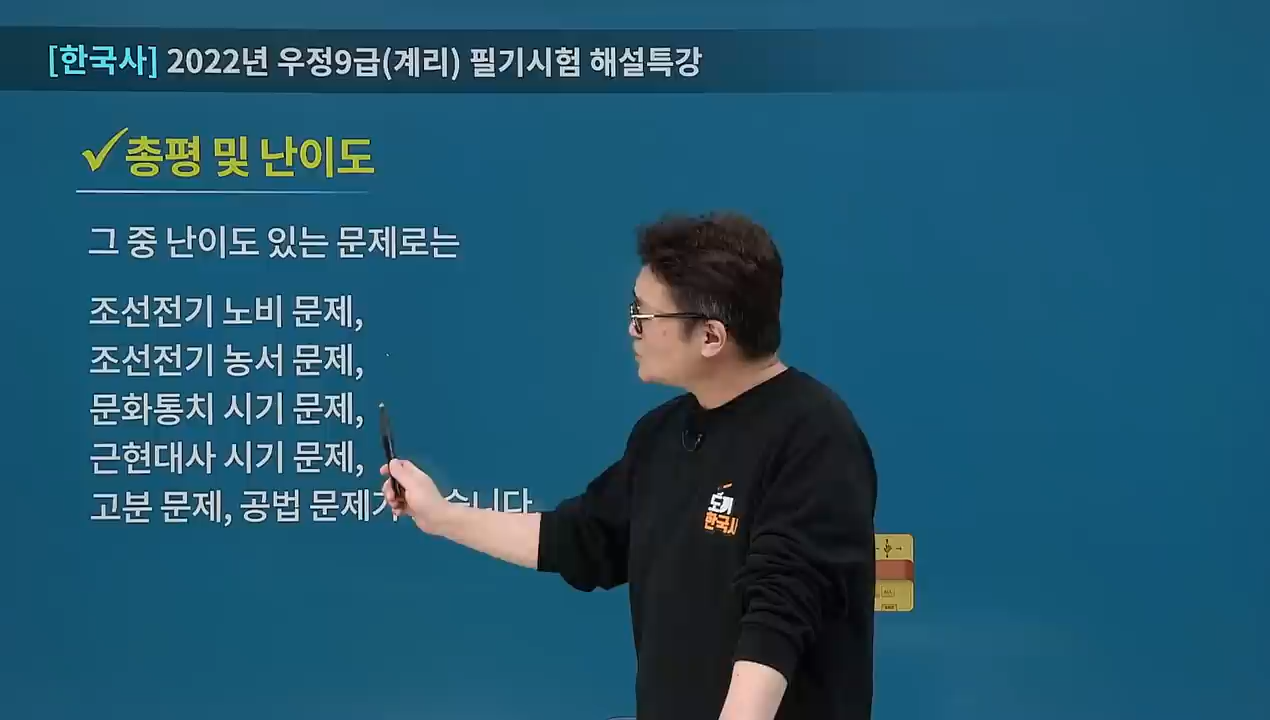 [한국사] 2022년 우정9급(계리) 필기시험 해설특강
총평 및 난이도
그 중 난이도 있는 문제로는
조선전기 노비 문제,
조선전기 농서 문제,
문화통치 시기 문제,
근현대사 시기 문제,
고분 문제, 공법 문제가
한국사